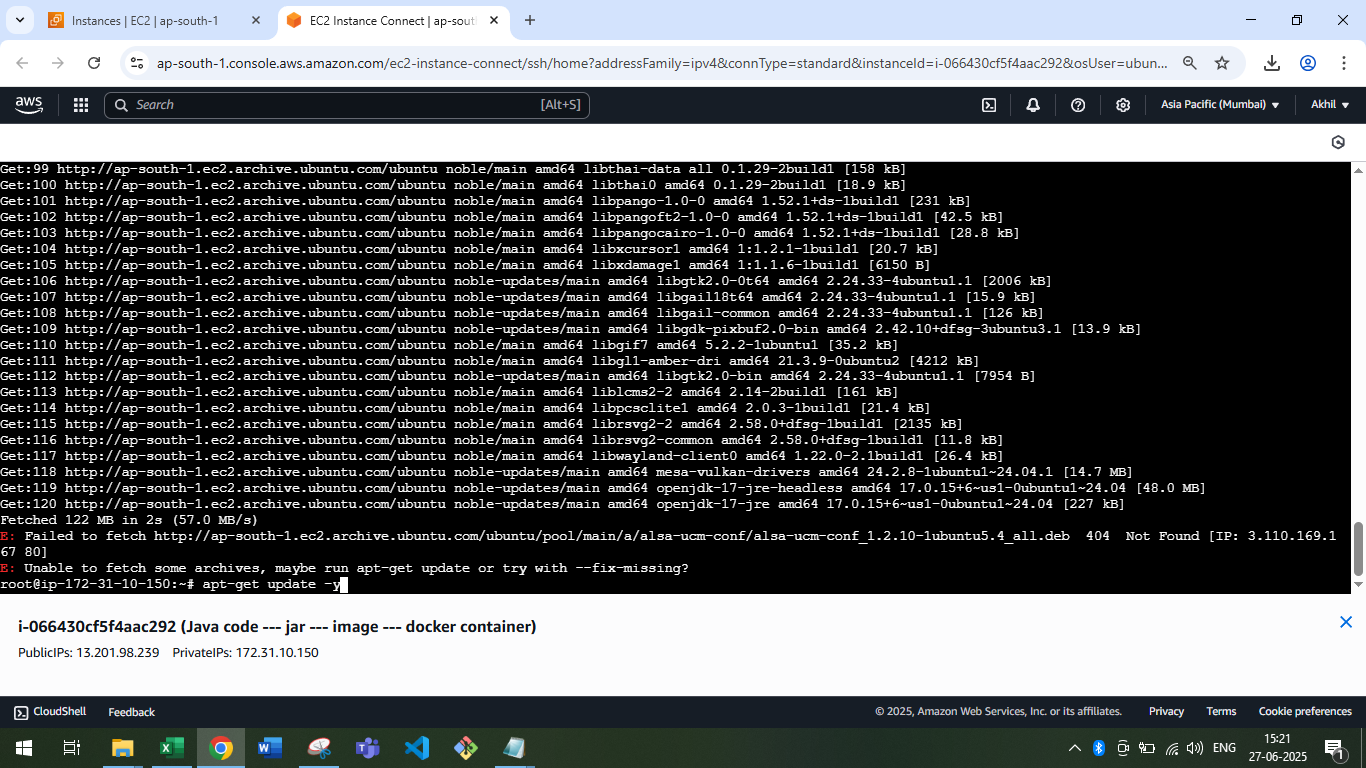 Instances | EC2 | ap-south-1
EC2 Instance Connect | ap-sout
ap-south-1.console.aws.amazon.com/ec2-instance-connect/ssh/home?addressFamily=ipv4&connType=standard&instanceId=i-066430cf5f4aac292&osUser=ubun...
aws
Search
[Alt+S]
Asia Pacific (Mumbai)
Akhil
Get:99 http://ap-south-1.ec2.archive.ubuntu.com/ubuntu noble/main amd64 libthai-data all 0.1.29-2build1 [158 kB]
Get:100 http://ap-south-1.ec2.archive.ubuntu.com/ubuntu noble/main amd64 libthai0 amd64 0.1.29-2build1 [18.9 kB]
Get:101 http://ap-south-1.ec2.archive.ubuntu.com/ubuntu noble/main amd64 libpango-1.0-0 amd64 1.52.1+ds-1build1 [231 kB]
Get:102 http://ap-south-1.ec2.archive.ubuntu.com/ubuntu noble/main amd64 libpangoft2-1.0-0 amd64 1.52.1+ds-1build1 [42.5 kB]
Get:103 http://ap-south-1.ec2.archive.ubuntu.com/ubuntu noble/main amd64 libpangocairo-1.0-0 amd64 1.52.1+ds-1build1 [28.8 kB]
Get:104 http://ap-south-1.ec2.archive.ubuntu.com/ubuntu noble/main amd64 libxcursor1 amd64 1:1.2.1-1build1 [20.7 kB]
Get:105 http://ap-south-1.ec2.archive.ubuntu.com/ubuntu noble/main amd64 libxdamage1 amd64 1:1.1.6-1build1 [6150 B]
Get:106 http://ap-south-1.ec2.archive.ubuntu.com/ubuntu noble-updates/main amd64 libgtk2.0-0t64 amd64 2.24.33-4ubuntu1.1 [2006 kB]
Get:107 http://ap-south-1.ec2.archive.ubuntu.com/ubuntu noble-updates/main amd64 libgail18t64 amd64 2.24.33-4ubuntu1.1 [15.9 kB]
Get:108 http://ap-south-1.ec2.archive.ubuntu.com/ubuntu noble-updates/main amd64 libgail-common amd64 2.24.33-4ubuntu1.1 [126 kB]
Get:109 http://ap-south-1.ec2.archive.ubuntu.com/ubuntu noble-updates/main amd64 libgdk-pixbuf2.0-bin amd64 2.42.10+dfsg-3ubuntu3.1 [13.9 kB]
Get:110 http://ap-south-1.ec2.archive.ubuntu.com/ubuntu noble/main amd64 libgif7 amd64 5.2.2-1ubuntu1 [35.2 kB]
Get:111 http://ap-south-1.ec2.archive.ubuntu.com/ubuntu noble/main amd64 libgl1-amber-dri amd64 21.3.9-0ubuntu2 [4212 kB]
Get:112 http://ap-south-1.ec2.archive.ubuntu.com/ubuntu noble-updates/main amd64 libgtk2.0-bin amd64 2.24.33-4ubuntu1.1 [7954 B]
Get:113 http://ap-south-1.ec2.archive.ubuntu.com/ubuntu noble/main amd64 liblcms2-2 amd64 2.14-2build1 [161 kB]
Get:114 http://ap-south-1.ec2.archive.ubuntu.com/ubuntu noble/main amd64 libpcsclite1 amd64 2.0.3-1build1 [21.4 kB]
Get:115 http://ap-south-1.ec2.archive.ubuntu.com/ubuntu noble/main amd64 librsvg2-2 amd64 2.58.0+dfsg-1build1 [2135 kB]
Get:116 http://ap-south-1.ec2.archive.ubuntu.com/ubuntu noble/main amd64 librsvg2-common amd64 2.58.0+dfsg-1build1 [11.8 kB]
Get:117 http://ap-south-1.ec2.archive.ubuntu.com/ubuntu noble/main amd64 libwayland-client0 amd64 1.22.0-2.1build1 [26.4 kB]
Get:118 http://ap-south-1.ec2.archive.ubuntu.com/ubuntu noble-updates/main amd64 mesa-vulkan-drivers amd64 24.2.8-1ubuntu1~24.04.1 [14.7 MB]
Get:119 http://ap-south-1.ec2.archive.ubuntu.com/ubuntu noble-updates/main amd64 openjdk-17-jre-headless amd64 17.0.15+6~us1-0ubuntu1~24.04 [48.0 MB]
Get:120 http://ap-south-1.ec2.archive.ubuntu.com/ubuntu noble-updates/main amd64 openjdk-17-jre amd64 17.0.15+6~us1-0ubuntu1~24.04 [227 kB]
Fetched 122 MB in 2s (57.0 MB/s)
E: Failed to fetch http://ap-south-1.ec2.archive.ubuntu.com/ubuntu/pool/main/a/alsa-ucm-conf/alsa-ucm-conf_1.2.10-1ubuntu5.4_all.deb  404  Not Found [IP: 3.110.169.1
67 80]
E: Unable to fetch some archives, maybe run apt-get update or try with --fix-missing?
root@ip-172-31-10-150:~# apt-get update -y
i-066430cf5f4aac292 (Java code --- jar --- image --- docker container)
PublicIPs: 13.201.98.239 PrivateIPs: 172.31.10.150
CloudShell
Feedback
© 2025, Amazon Web Services, Inc. or its affiliates.
Privacy
Terms
Cookie preferences
ENG
15:21
27-06-2025
1